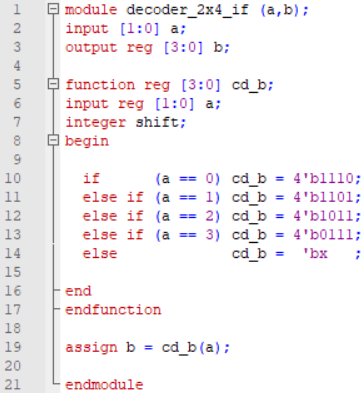 1 module decoder_2x4_if (a,b);
2 input [1:0] a;
3 output reg [3:0] b;
4
5 function reg [3:0] cd_b;
6 input reg [1:0] a;
7 integer shift;
8 begin
9
10 if (a == 0) cd_b = 4'b1110;
11 else if (a == 1) cd_b = 4'b1101;
12 else if (a == 2) cd_b = 4'b1011;
13 else if (a == 3) cd_b = 4'b0111;
14 else cd_b = 'bx ;
15
16 end
17 endfunction
18
19 assign b = cd_b(a);
20
21 endmodule